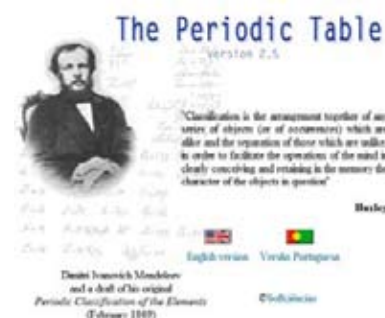 The Periodic Table
version 2.5
"Classification is the arrangement together of any
series of objects (or of occurrences) which are
alike and the separation of those which are unlike
in order to facilitate the operations of the mind in
clearly conceiving and retaining in the memory the
character of the objects in question"
Huxley
English version Versão Portuguesa
Dmitri Ivanovich Mendeleev
and a draft of his original
Periodic Classification of the Elements
(February 1869)
©Softciências